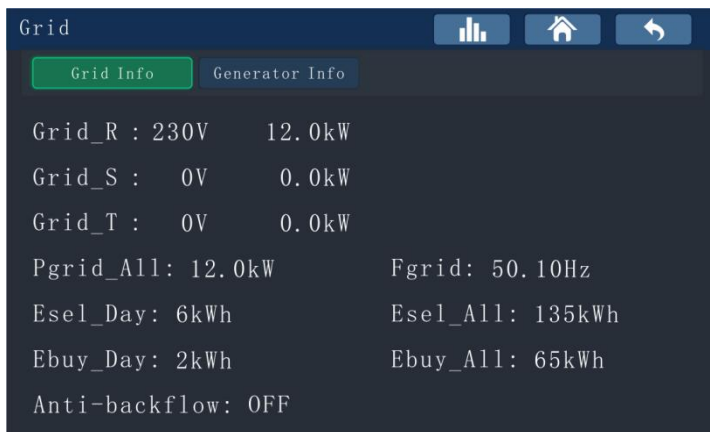 Grid
Grid Info Generator Info
Grid_R : 230V 12.0kW
Grid_S : 0V 0.0kW
Grid_T : 0V 0.0kW
Pgrid_All: 12.0kW Fgrid: 50.10Hz
Esel_Day: 6kWh Esel_All: 135kWh
Ebuy_Day: 2kWh Ebuy_All: 65kWh
Anti-backflow: OFF